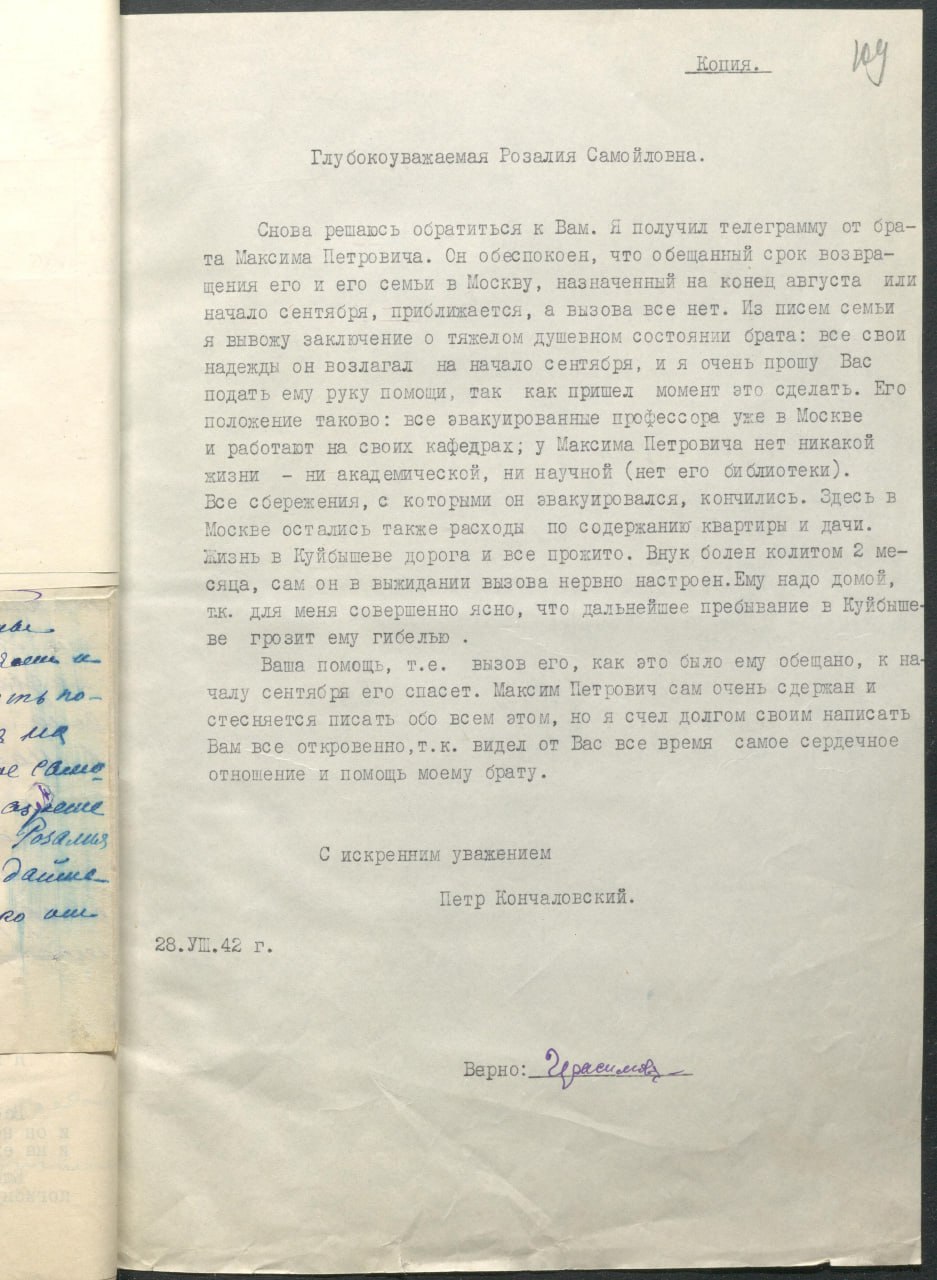 Копия.
109
Глубокоуважаемая Розалия Самойловна.
Снова решаюсь обратиться к Вам. Я получил телеграмму от бра-
та Максима Петровича. Он обеспокоен, что обещанный срок возвра-
щения его и его семьи в Москву, назначенный на конец августа или
начало сентября, приближается, а вызова все нет. Из писем семьи
я вывожу заключение о тяжелом душевном состоянии брата: все свои
надежды он возлагал на начало сентября, и я очень прошу Вас
подать ему руку помощи, так как пришел момент это сделать. Его
положение таково: все эвакуированные профессора уже в Москве
и работают на своих кафедрах; у Максима Петровича нет никакой
жизни - ни академической, ни научной (нет его библиотеки).
Все сбережения, с которыми он эвакуировался, кончились. Здесь в
Москве остались также расходы по содержанию квартиры и дачи.
Жизнь в Куйбышеве дорога и все прожито. Внук болен колитом 2 ме-
сяца, сам он в выжидании вызова нервно настроен.Ему надо домой,
т.к. для меня совершенно ясно, что дальнейшее пребывание в Куйбыше-
ве грозит ему гибелью .
Ваша помощь, т.е. вызов его, как это было ему обещано, к на-
чалу сентября его спасет. Максим Петрович сам очень сдержан и
стесняется писать обо всем этом, но я счел долгом своим написать
Вам все откровенно,т.к. видел от Вас все время самое сердечное
отношение и помощь моему брату.
С искренним уважением
Петр Кончаловский.
28.УШ.42 г.
Верно: Герасимова
на
Розалия